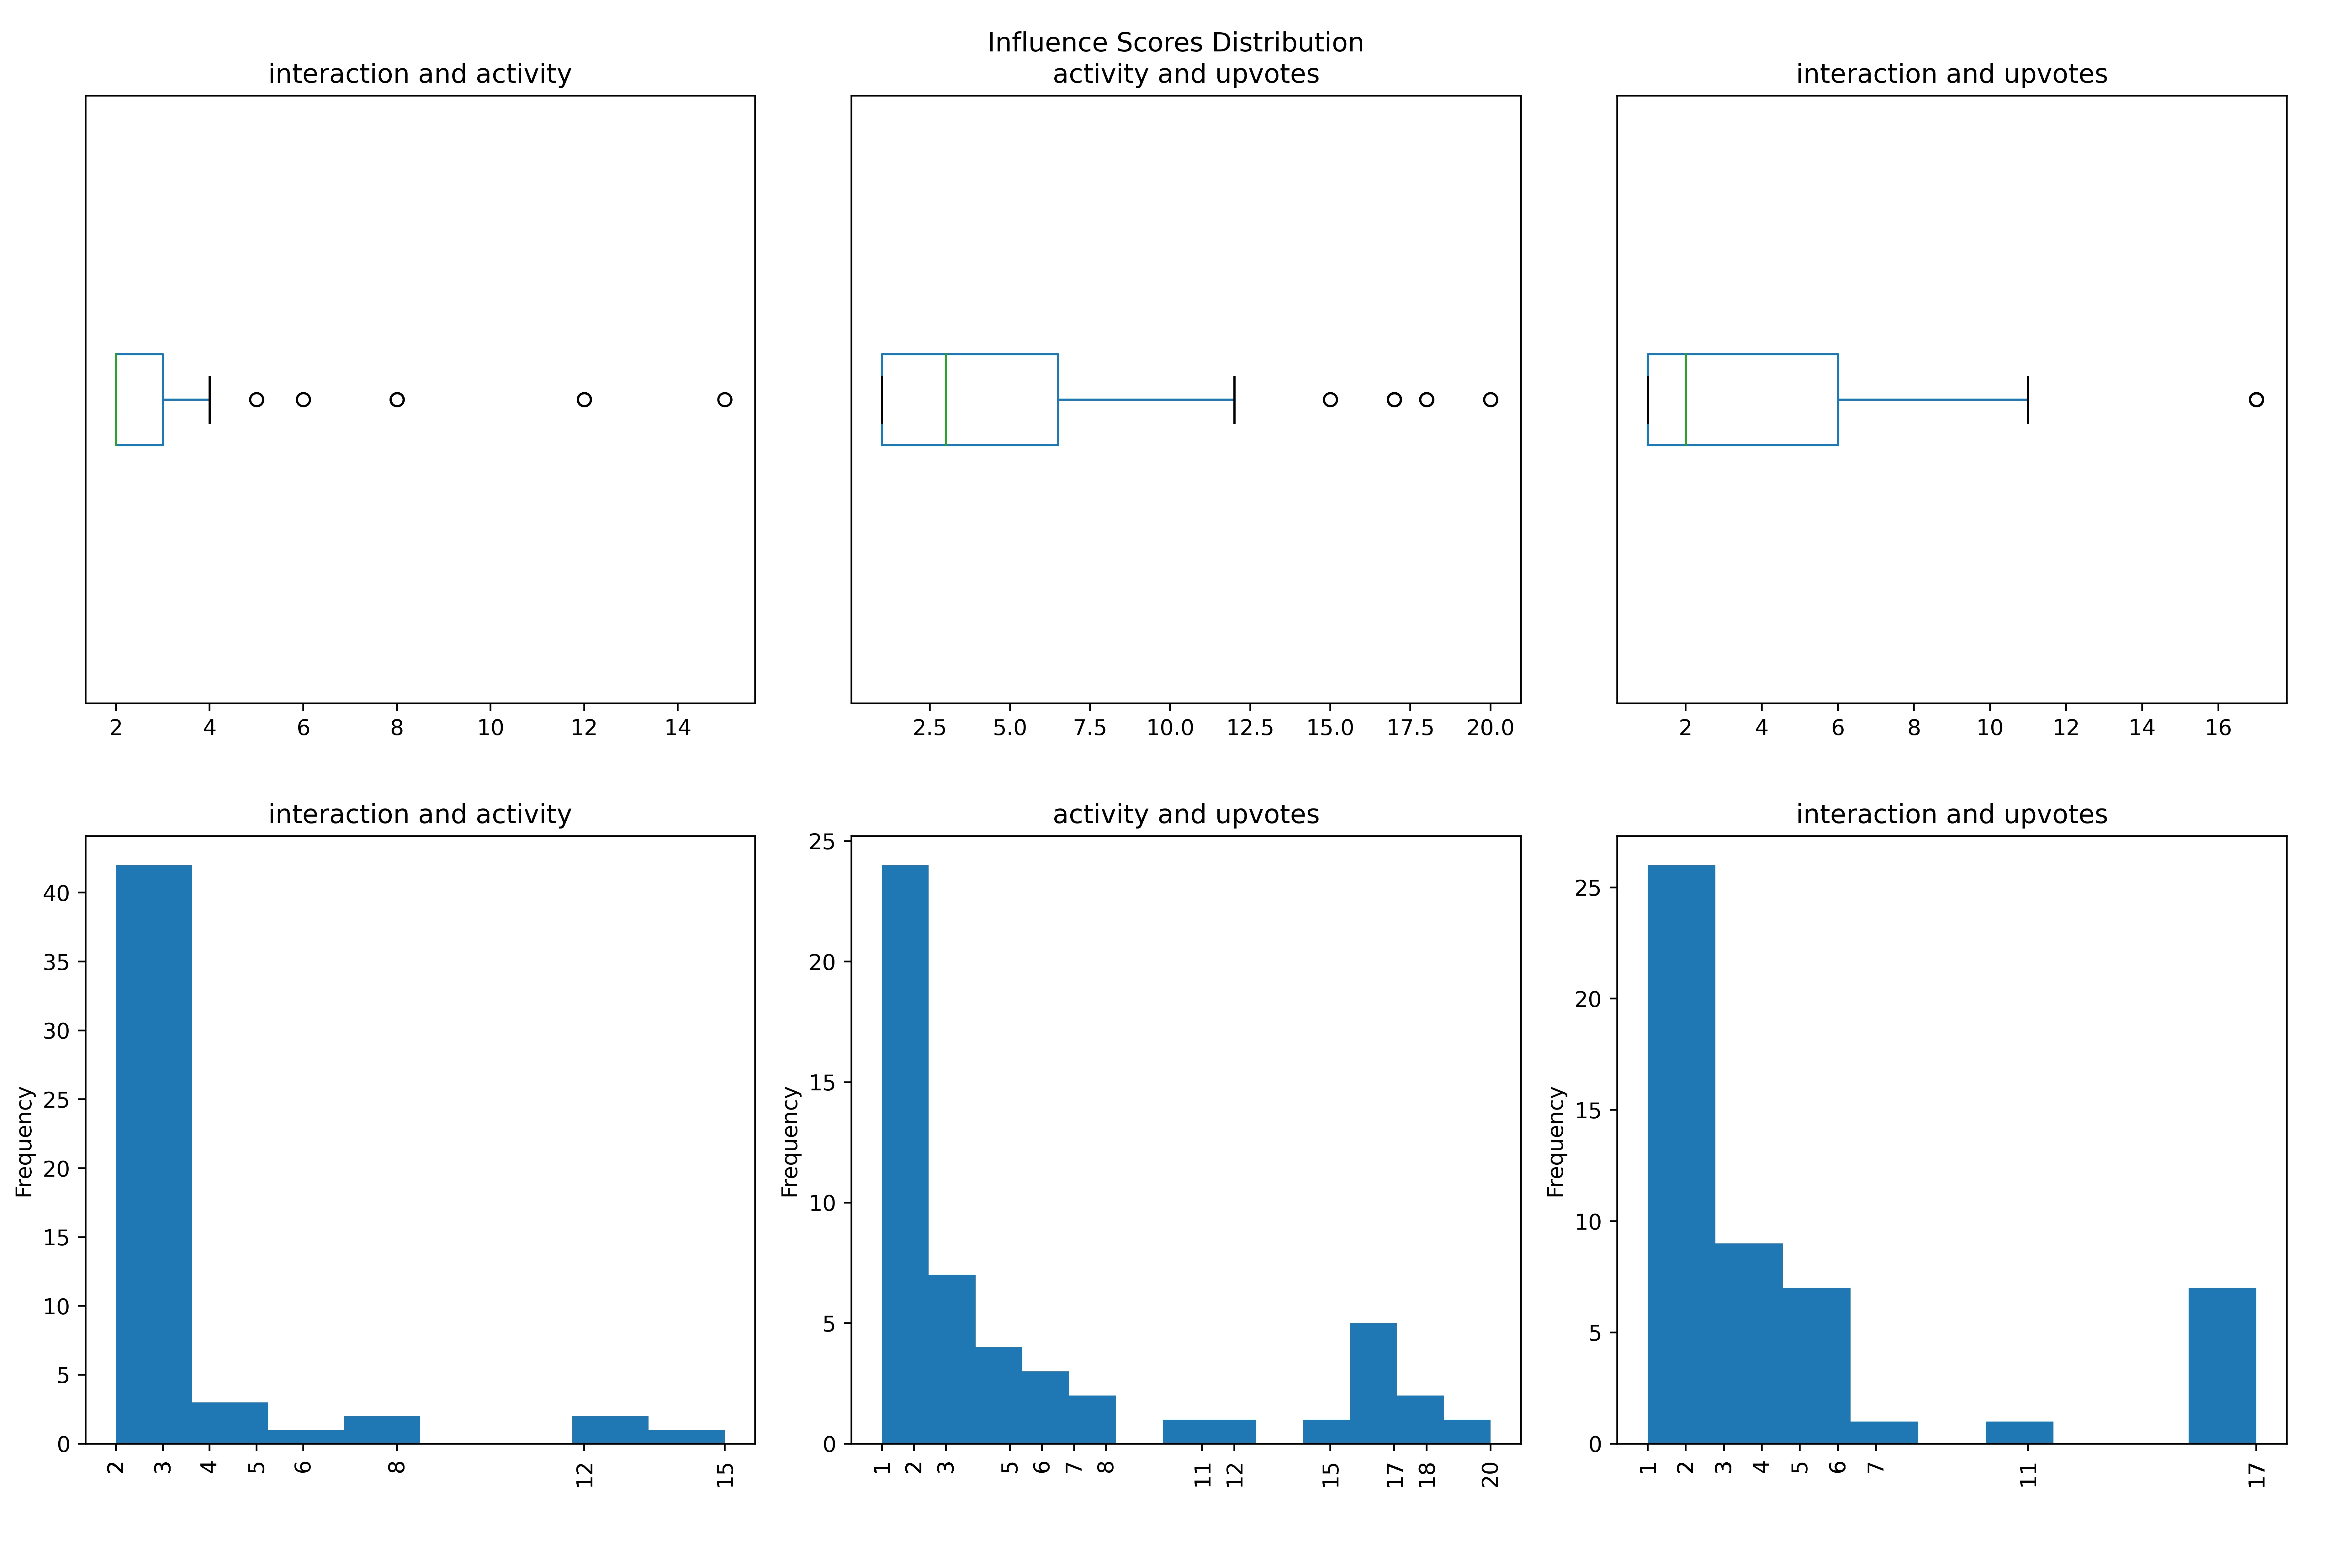 Influence Scores Distribution
interaction and activity
activity and upvotes
interaction and upvotes
2 4 6 8 10 12 14
2.5 5.0 7.5 10.0 12.5 15.0 17.5 20.0
2 4 6 8 10 12 14 16
interaction and activity
Frequency
40
35
30
25
20
15
10
5
0
2 3 4 5 6 8 12 15
activity and upvotes
Frequency
25
20
15
10
5
0
1 2 3 5 6 7 8 11 12 15 17 18 20
interaction and upvotes
Frequency
25
20
15
10
5
0
1 2 3 4 5 6 7 11 17